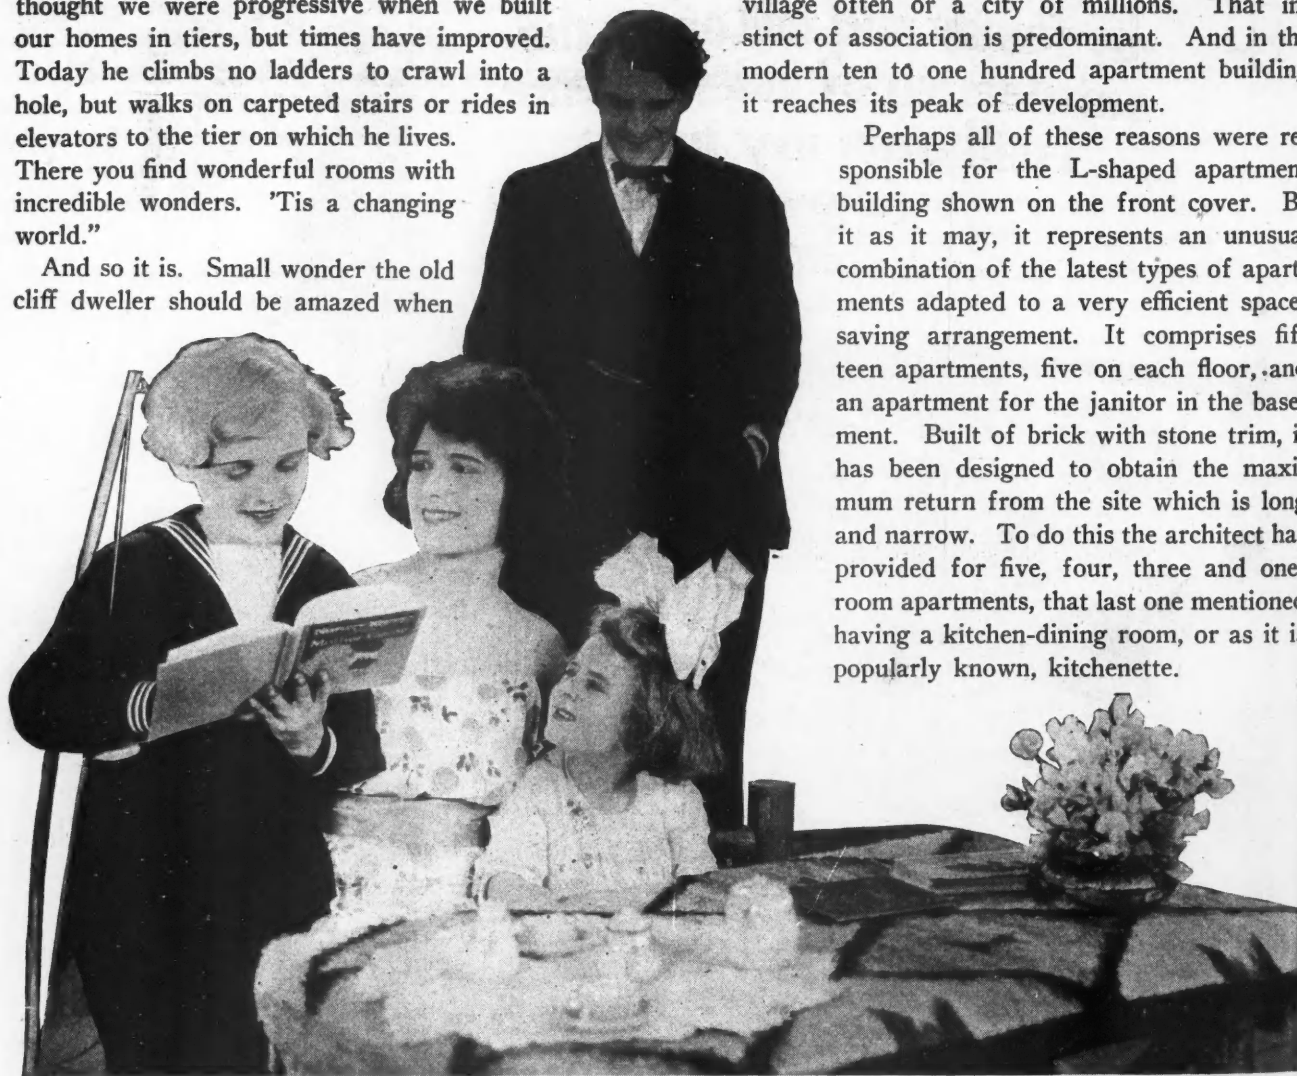 thought we were progressive when we built
our homes in tiers, but times have improved.
Today he climbs no ladders to crawl into a
hole, but walks on carpeted stairs or rides in
elevators to the tier on which he lives.
There you find wonderful rooms with
incredible wonders. 'Tis a changing
world.”
And so it is. Small wonder the old
cliff dweller should be amazed when
village often or a city of millions. That in
stinct of association is predominant. And in th
modern ten to one hundred apartment buildin
it reaches its peak of development.
Perhaps all of these reasons were re
sponsible for the L-shaped apartmen
building shown on the front cover. B
it as it may, it represents an unusua
combination of the latest types of apart
ments adapted to a very efficient space
saving arrangement. It comprises fif
teen apartments, five on each floor, an
an apartment for the janitor in the base
ment. Built of brick with stone trim, i
has been designed to obtain the maxi
mum return from the site which is long
and narrow. To do this the architect ha
provided for five, four, three and one
room apartments, that last one mentioned
having a kitchen-dining room, or as it i
popularly known, kitchenette.